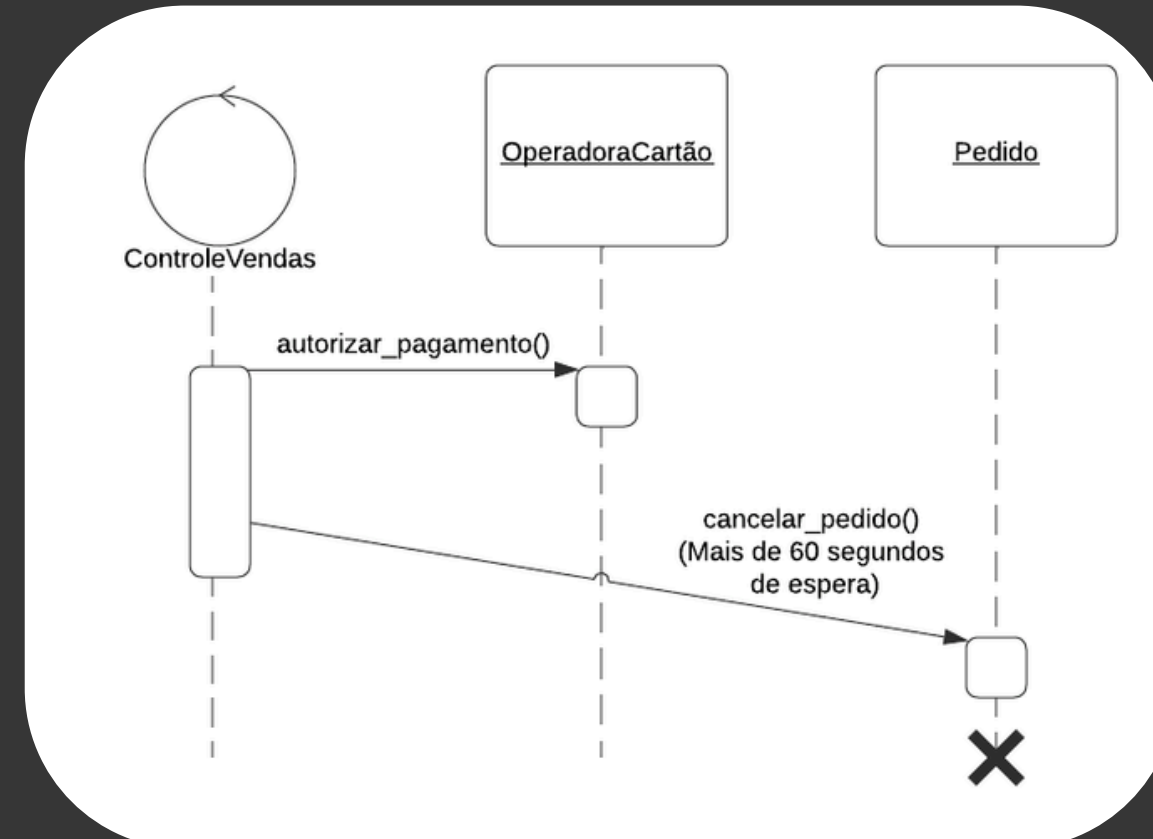 OperadoraCartão
Pedido
ControleVendas
autorizar_pagamento()
cancelar_pedido()
(Mais de 60 segundos
de espera)